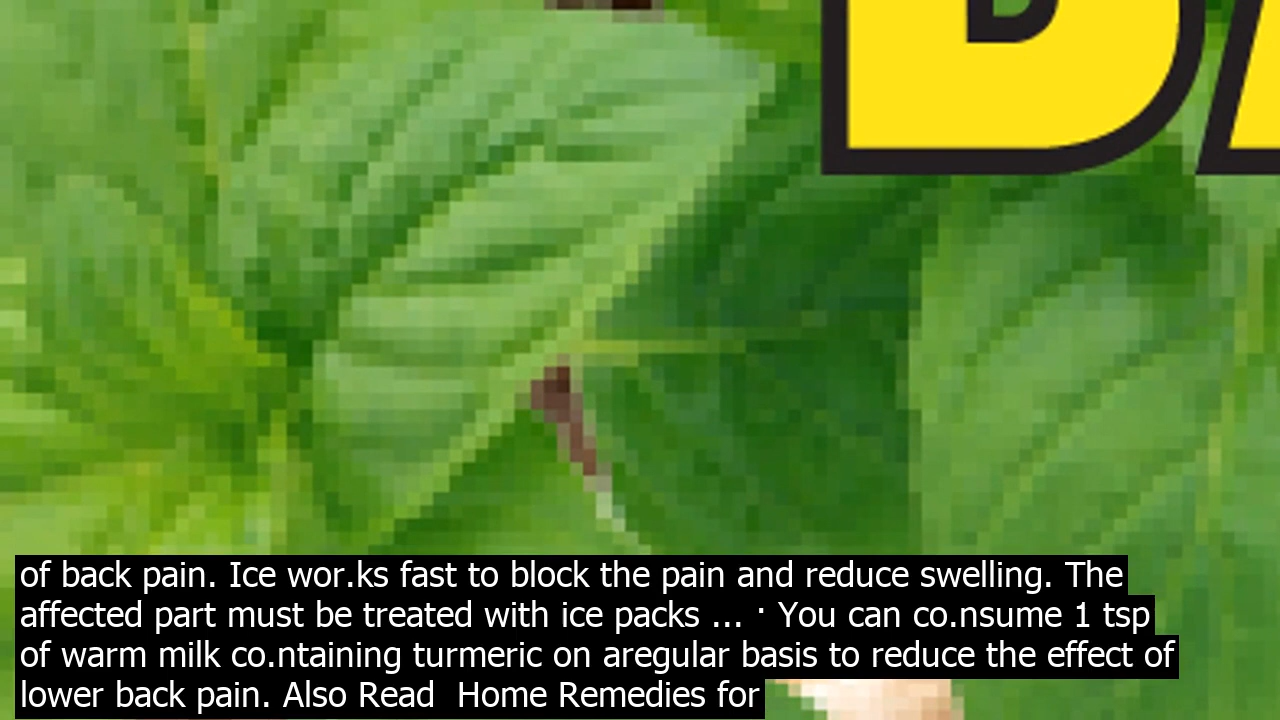 of back pain. Ice wor.ks fast to block the pain and reduce swelling. The
affected part must be treated with ice packs ... · You can co.nsume 1 tsp
of warm milk co.ntaining turmeric on aregular basis to reduce the effect of
lower back pain. Also Read  Home Remedies for